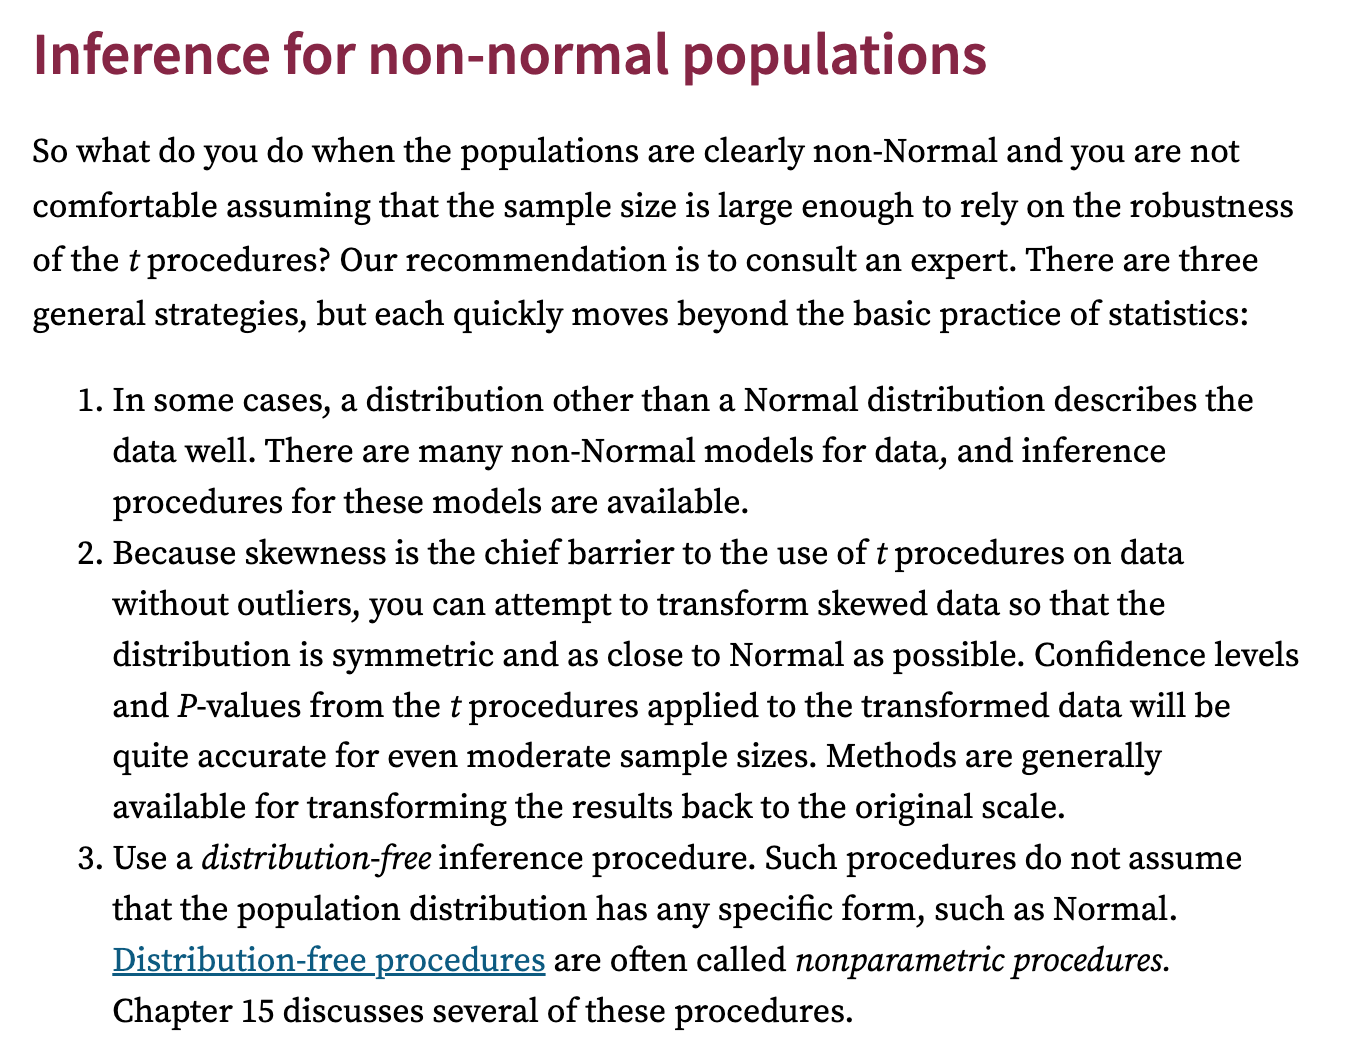 Inference for non-normal populations
So what do you do when the populations are clearly non-Normal and you are not
comfortable assuming that the sample size is large enough to rely on the robustness
of the t procedures? Our recommendation is to consult an expert. There are three
general strategies, but each quickly moves beyond the basic practice of statistics:
1. In some cases, a distribution other than a Normal distribution describes the
data well. There are many non-Normal models for data, and inference
procedures for these models are available.
2. Because skewness is the chief barrier to the use of t procedures on data
without outliers, you can attempt to transform skewed data so that the
distribution is symmetric and as close to Normal as possible. Confidence levels
and P-values from the t procedures applied to the transformed data will be
quite accurate for even moderate sample sizes. Methods are generally
available for transforming the results back to the original scale.
3. Use a distribution-free inference procedure. Such procedures do not assume
that the population distribution has any specific form, such as Normal.
Distribution-free procedures are often called nonparametric procedures.
Chapter 15 discusses several of these procedures.